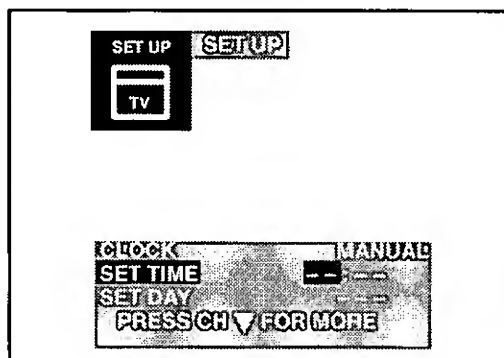 SET UP SET UP
TV
CLOCK MANUAL
SET TIME -- --
SET DAY ---
PRESS CH ▽ FOR MORE